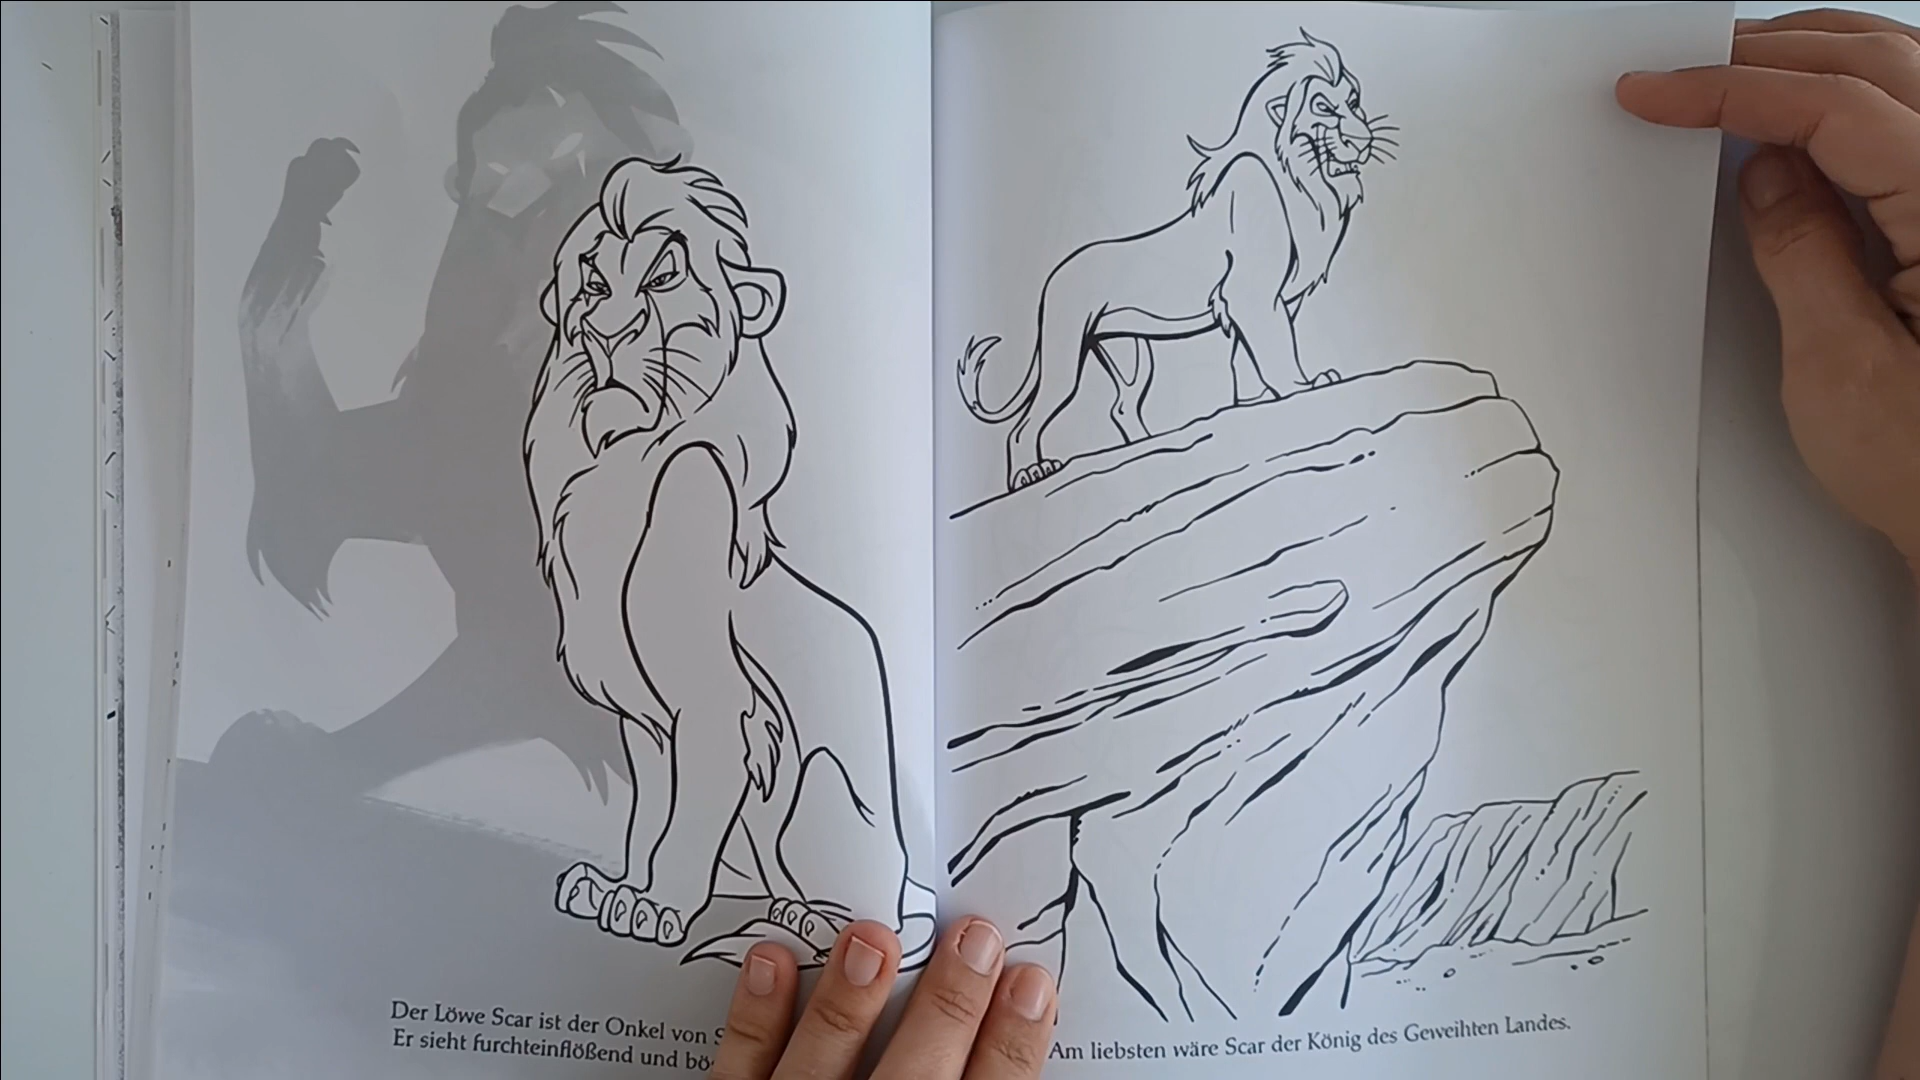 Der Löwe Scar ist der Onkel von S
Er sieht furchteinflößend und bös
Am liebsten wäre Scar der König des Geweihten Landes.